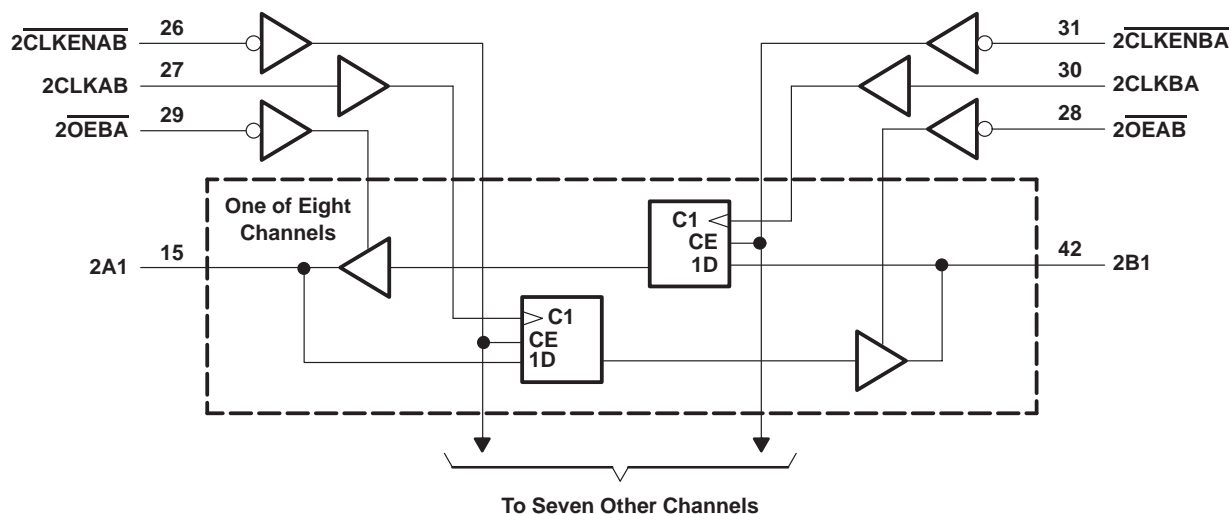 2CLKENAB 26
2CLKAB 27
2OEBA 29
31 2CLKENBA
30 2CLKBA
28 2OEAB
One of Eight
Channels
2A1 15
C1
CE
1D
42 2B1
C1
CE
1D
To Seven Other Channels